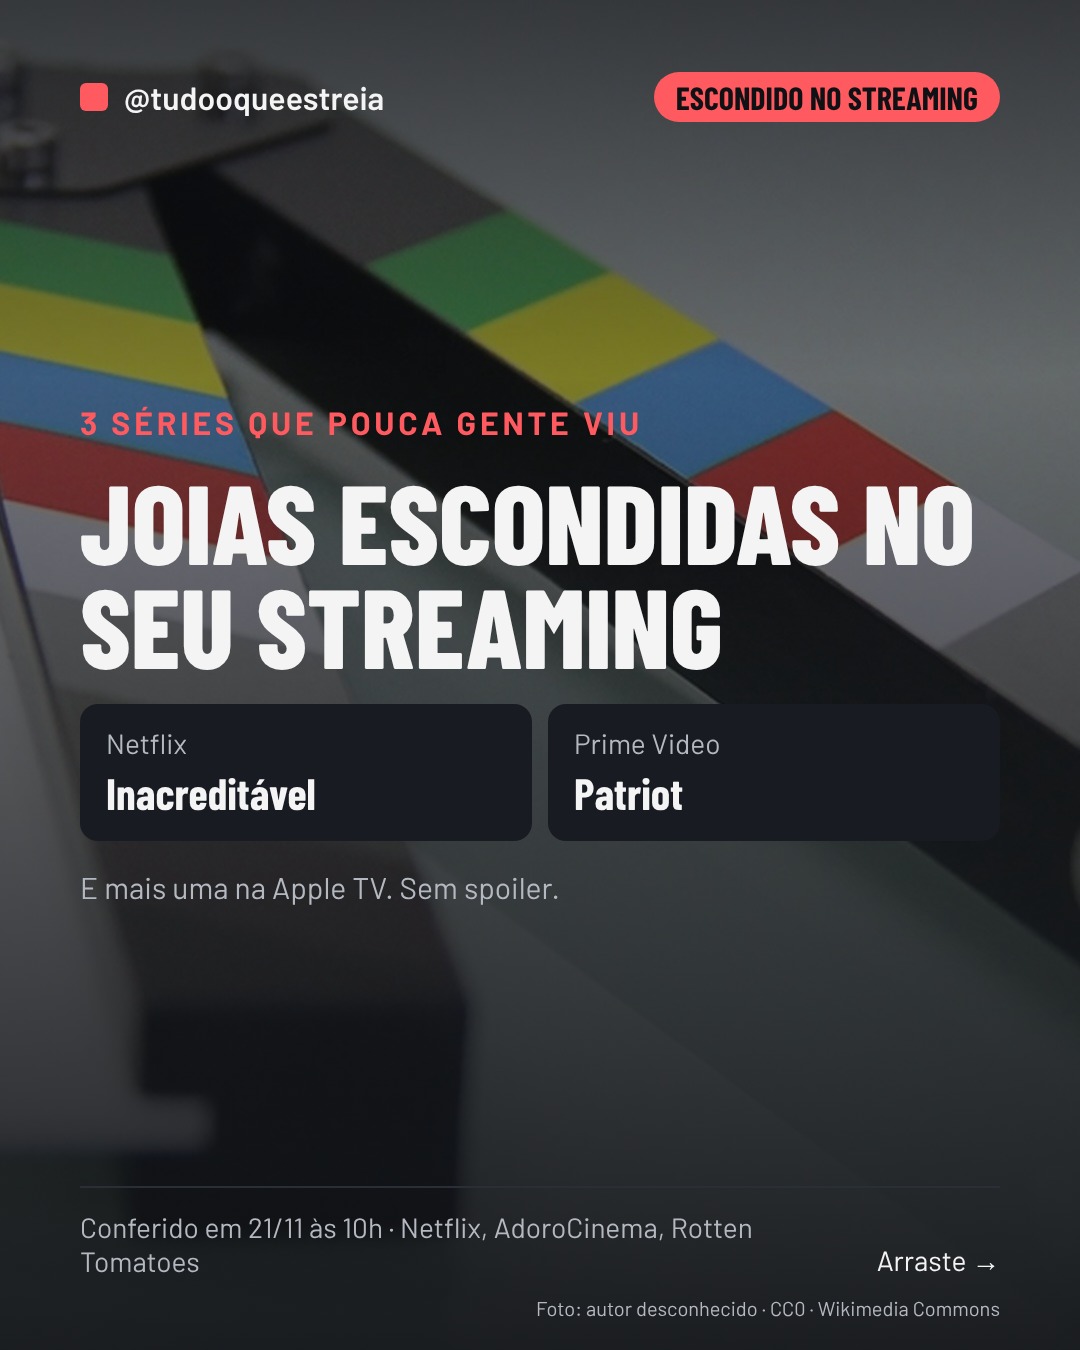 @tudooqueestreia
ESCONDIDO NO STREAMING
3 SÉRIES QUE POUCA GENTE VIU
JOIAS ESCONDIDAS NO
SEU STREAMING
Netflix
Inacreditável
Prime Video
Patriot
E mais uma na Apple TV. Sem spoiler.
Conferido em 21/11 às 10h · Netflix, AdoroCinema, Rotten
Tomatoes
Arraste →
Foto: autor desconhecido · CC0 · Wikimedia Commons